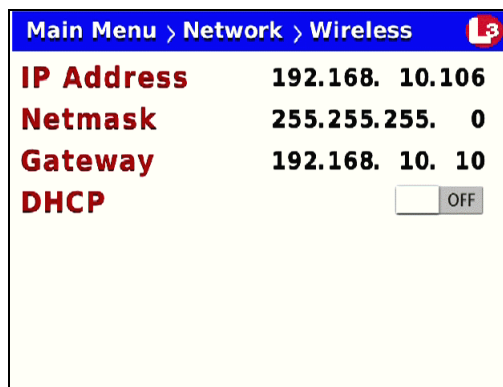 Main Menu > Network > Wireless L3
IP Address 192.168. 10.106
Netmask 255.255.255. 0
Gateway 192.168. 10. 10
DHCP OFF